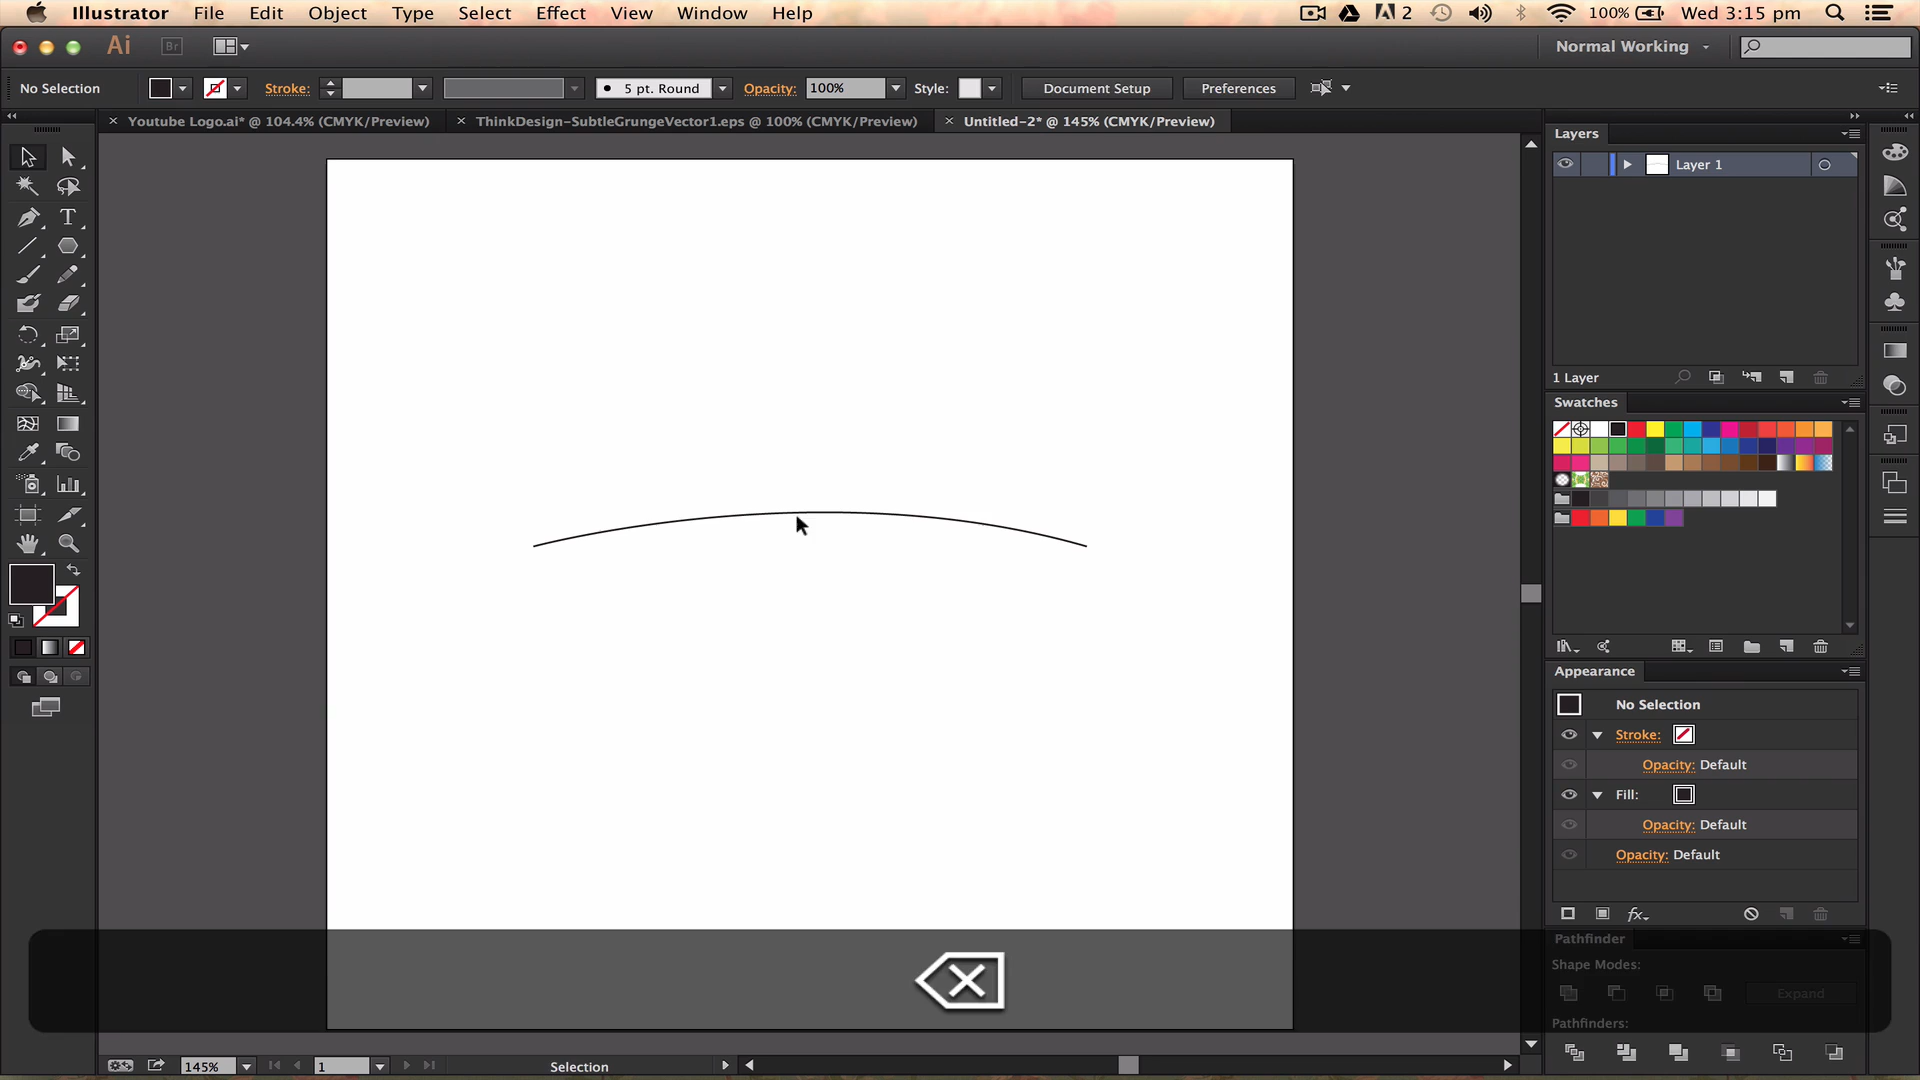 Illustrator File Edit Object Type Select Effect View Window Help 2 100% Wed 3:15 pm
Ai Br Normal Working
No Selection Stroke: 5 pt. Round Opacity: 100% Style: Document Setup Preferences
Youtube Logo.ai* @ 104.4% (CMYK/Preview) ThinkDesign-SubtleGrungeVector1.eps @ 100% (CMYK/Preview) Untitled-2* @ 145% (CMYK/Preview)
Layers
Layer 1
1 Layer
Swatches
Appearance
No Selection
Stroke:
Opacity: Default
Fill:
Opacity: Default
Opacity: Default
fx
Pathfinder
Shape Modes:
Expand
Pathfinders:
145% 1 Selection